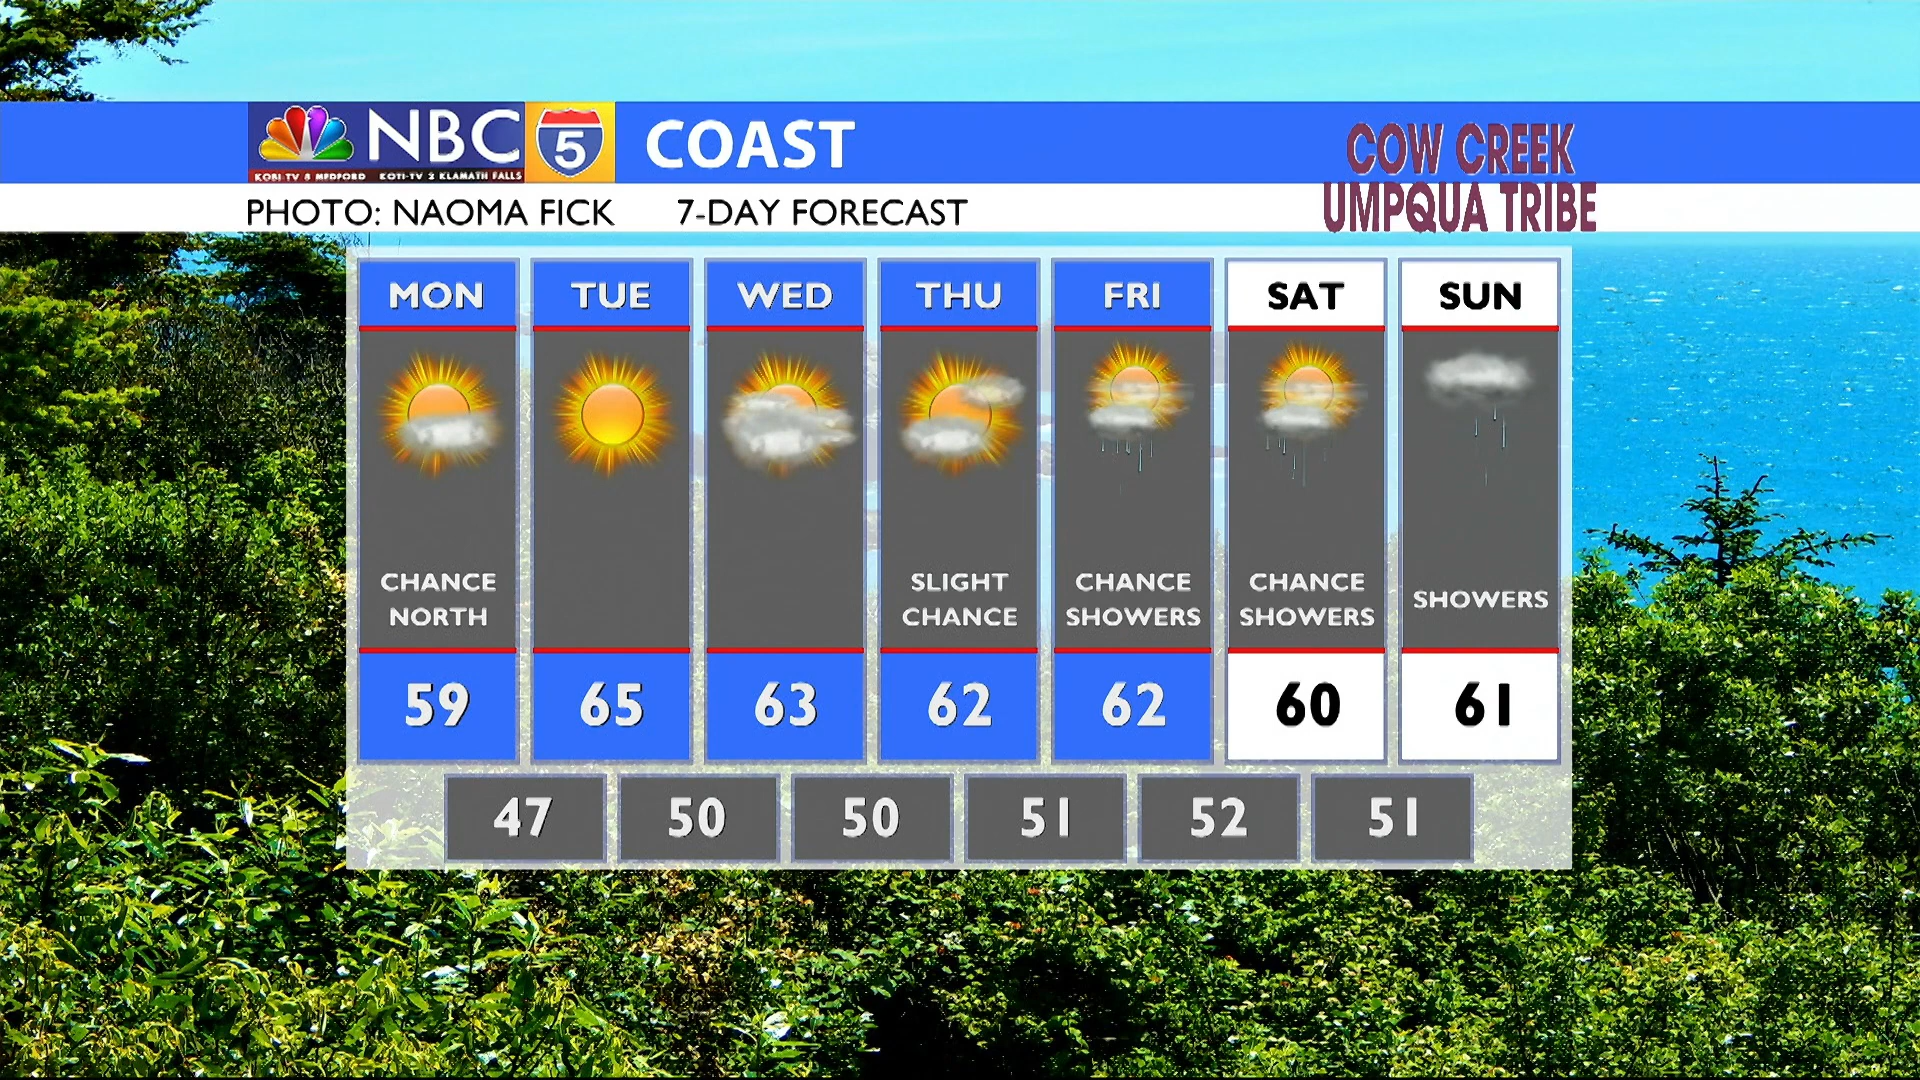 NBC 5
KOBI-TV 5 MEDFORD KOTI-TV 2 KLAMATH FALLS
COAST
COW CREEK
UMPQUA TRIBE
PHOTO: NAOMA FICK 7-DAY FORECAST
MON TUE WED THU FRI SAT SUN
CHANCE
NORTH
SLIGHT
CHANCE
CHANCE
SHOWERS
CHANCE
SHOWERS
SHOWERS
59 65 63 62 62 60 61
47 50 50 51 52 51